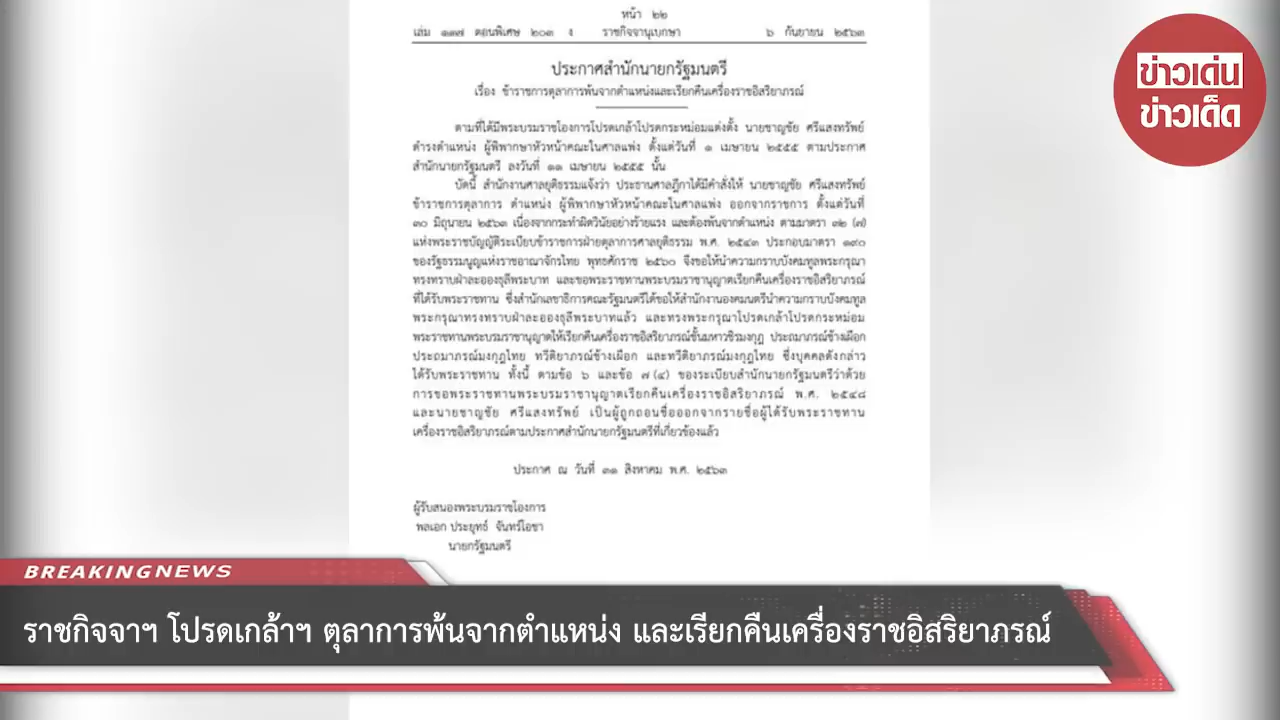 หน้า ๒๒
เล่ม ๑๓๗ ตอนพิเศษ ๒๐๓ ง ราชกิจจานุเบกษา ๖ กันยายน ๒๕๖๓
ประกาศสำนักนายกรัฐมนตรี
เรื่อง ข้าราชการตุลาการพ้นจากตำแหน่งและเรียกคืนเครื่องราชอิสริยาภรณ์
ตามที่ได้มีพระบรมราชโองการโปรดเกล้าโปรดกระหม่อมแต่งตั้ง นายชาญชัย ศรีแสงทรัพย์
ดำรงตำแหน่ง ผู้พิพากษาหัวหน้าคณะในศาลแพ่ง ตั้งแต่วันที่ ๑ เมษายน ๒๕๕๕ ตามประกาศ
สำนักนายกรัฐมนตรี ลงวันที่ ๑๑ เมษายน ๒๕๕๕ นั้น
บัดนี้ สำนักงานศาลยุติธรรมแจ้งว่า ประธานศาลฎีกาได้มีคำสั่งให้ นายชาญชัย ศรีแสงทรัพย์
ข้าราชการตุลาการ ตำแหน่ง ผู้พิพากษาหัวหน้าคณะในศาลแพ่ง ออกจากราชการ ตั้งแต่วันที่
๓๐ มิถุนายน ๒๕๖๓ เนื่องจากกระทำผิดวินัยอย่างร้ายแรง และต้องพ้นจากตำแหน่ง ตามมาตรา ๓๒ (๗)
แห่งพระราชบัญญัติระเบียบข้าราชการฝ่ายตุลาการศาลยุติธรรม พ.ศ. ๒๕๔๓ ประกอบมาตรา ๑๙๐
ของรัฐธรรมนูญแห่งราชอาณาจักรไทย พุทธศักราช ๒๕๖๐ จึงขอให้นำความกราบบังคมทูลพระกรุณา
ทรงทราบฝ่าละอองธุลีพระบาท และขอพระราชทานพระบรมราชานุญาตเรียกคืนเครื่องราชอิสริยาภรณ์
ที่ได้รับพระราชทาน ซึ่งสำนักเลขาธิการคณะรัฐมนตรีได้ขอให้สำนักงานองคมนตรีนำความกราบบังคมทูล
พระกรุณาทรงทราบฝ่าละอองธุลีพระบาทแล้ว และทรงพระกรุณาโปรดเกล้าโปรดกระหม่อม
พระราชทานพระบรมราชานุญาตให้เรียกคืนเครื่องราชอิสริยาภรณ์ชั้นมหาวชิรมงกุฎ ประถมาภรณ์ช้างเผือก
ประถมาภรณ์มงกุฎไทย ทวีติยาภรณ์ช้างเผือก และทวีติยาภรณ์มงกุฎไทย ซึ่งบุคคลดังกล่าว
ได้รับพระราชทาน ทั้งนี้ ตามข้อ ๖ และข้อ ๗ (๔) ของระเบียบสำนักนายกรัฐมนตรีว่าด้วย
การขอพระราชทานพระบรมราชานุญาตเรียกคืนเครื่องราชอิสริยาภรณ์ พ.ศ. ๒๕๔๘
และนายชาญชัย ศรีแสงทรัพย์ เป็นผู้ถูกถอนชื่อออกจากรายชื่อผู้ได้รับพระราชทาน
เครื่องราชอิสริยาภรณ์ตามประกาศสำนักนายกรัฐมนตรีที่เกี่ยวข้องแล้ว
ประกาศ ณ วันที่ ๓๑ สิงหาคม พ.ศ. ๒๕๖๓
ผู้รับสนองพระบรมราชโองการ
พลเอก ประยุทธ์ จันทร์โอชา
นายกรัฐมนตรี
ข่าวเด่น
ข่าวเด็ด
BREAKINGNEWS
ราชกิจจาฯ โปรดเกล้าฯ ตุลาการพ้นจากตำแหน่ง และเรียกคืนเครื่องราชอิสริยาภรณ์